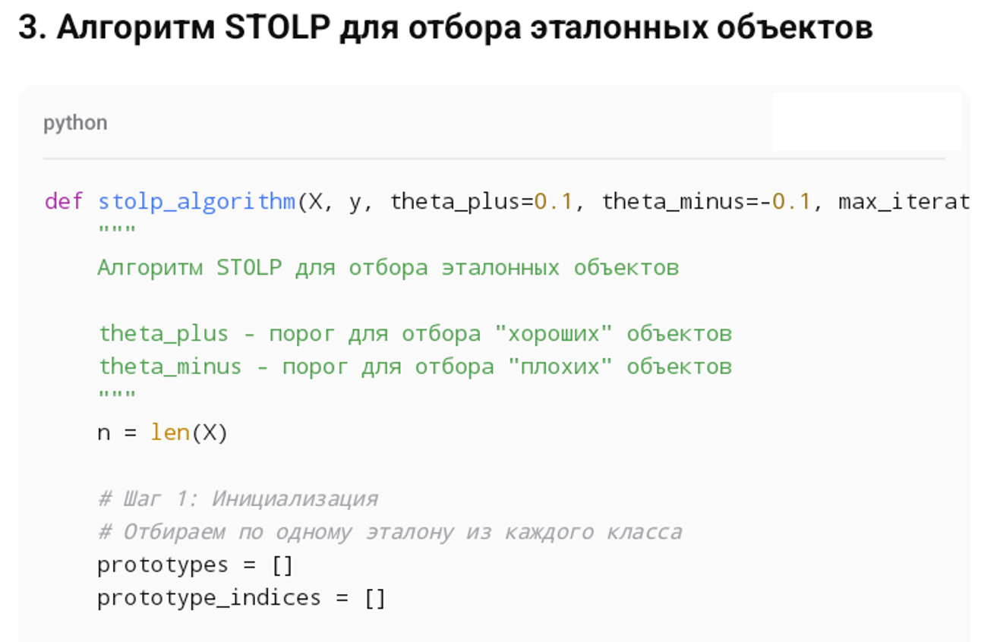 3. Алгоритм STOLP для отбора эталонных объектов
python
def stolp_algorithm(X, y, theta_plus=0.1, theta_minus=-0.1, max_iterat
"""
Алгоритм STOLP для отбора эталонных объектов
theta_plus - порог для отбора "хороших" объектов
theta_minus - порог для отбора "плохих" объектов
"""
n = len(X)
# Шаг 1: Инициализация
# Отбираем по одному эталону из каждого класса
prototypes = []
prototype_indices = []